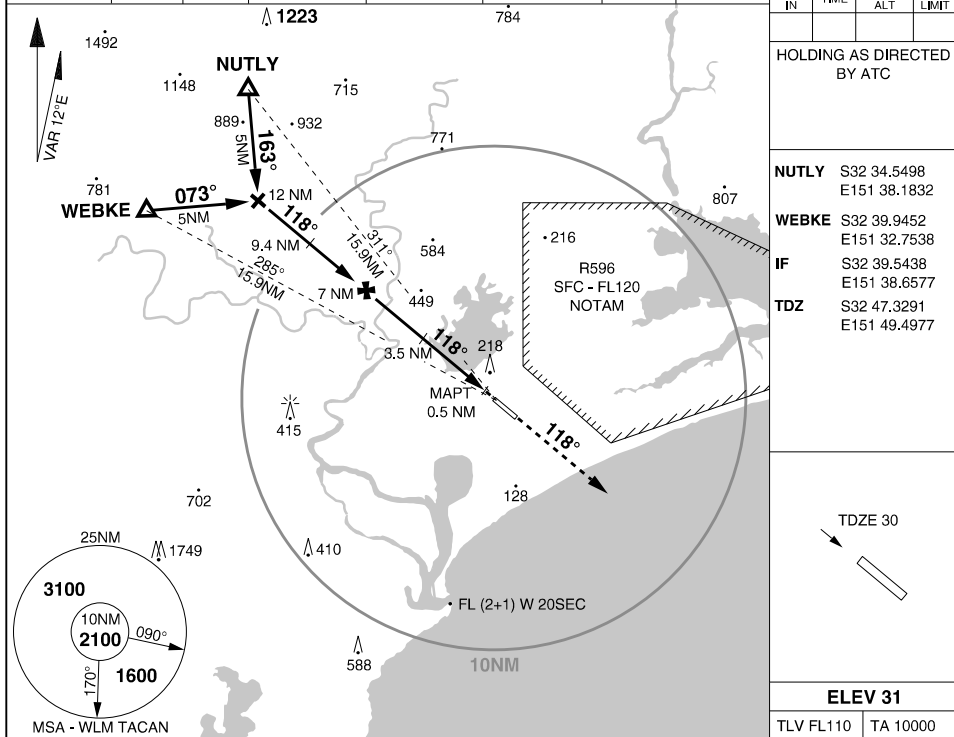 IN TIME ALT LIMIT
HOLDING AS DIRECTED
BY ATC
NUTLY S32 34.5498
E151 38.1832
WEBKE S32 39.9452
E151 32.7538
IF S32 39.5438
E151 38.6577
TDZ S32 47.3291
E151 49.4977
TDZE 30
ELEV 31
TLV FL110 TA 10000
1223
784
1492
VAR 12°E
NUTLY
1148
715
889
932
5NM
163°
771
781
073°
12 NM
WEBKE
5NM
118°
807
9.4 NM
311°
15.9NM
584
216
285°
15.9NM
R596
SFC - FL120
NOTAM
7 NM
449
118°
3.5 NM
218
MAPT
0.5 NM
415
118°
702
128
25NM
1749
410
3100
10NM
2100
090°
FL (2+1) W 20SEC
170°
1600
588
10NM
MSA - WLM TACAN